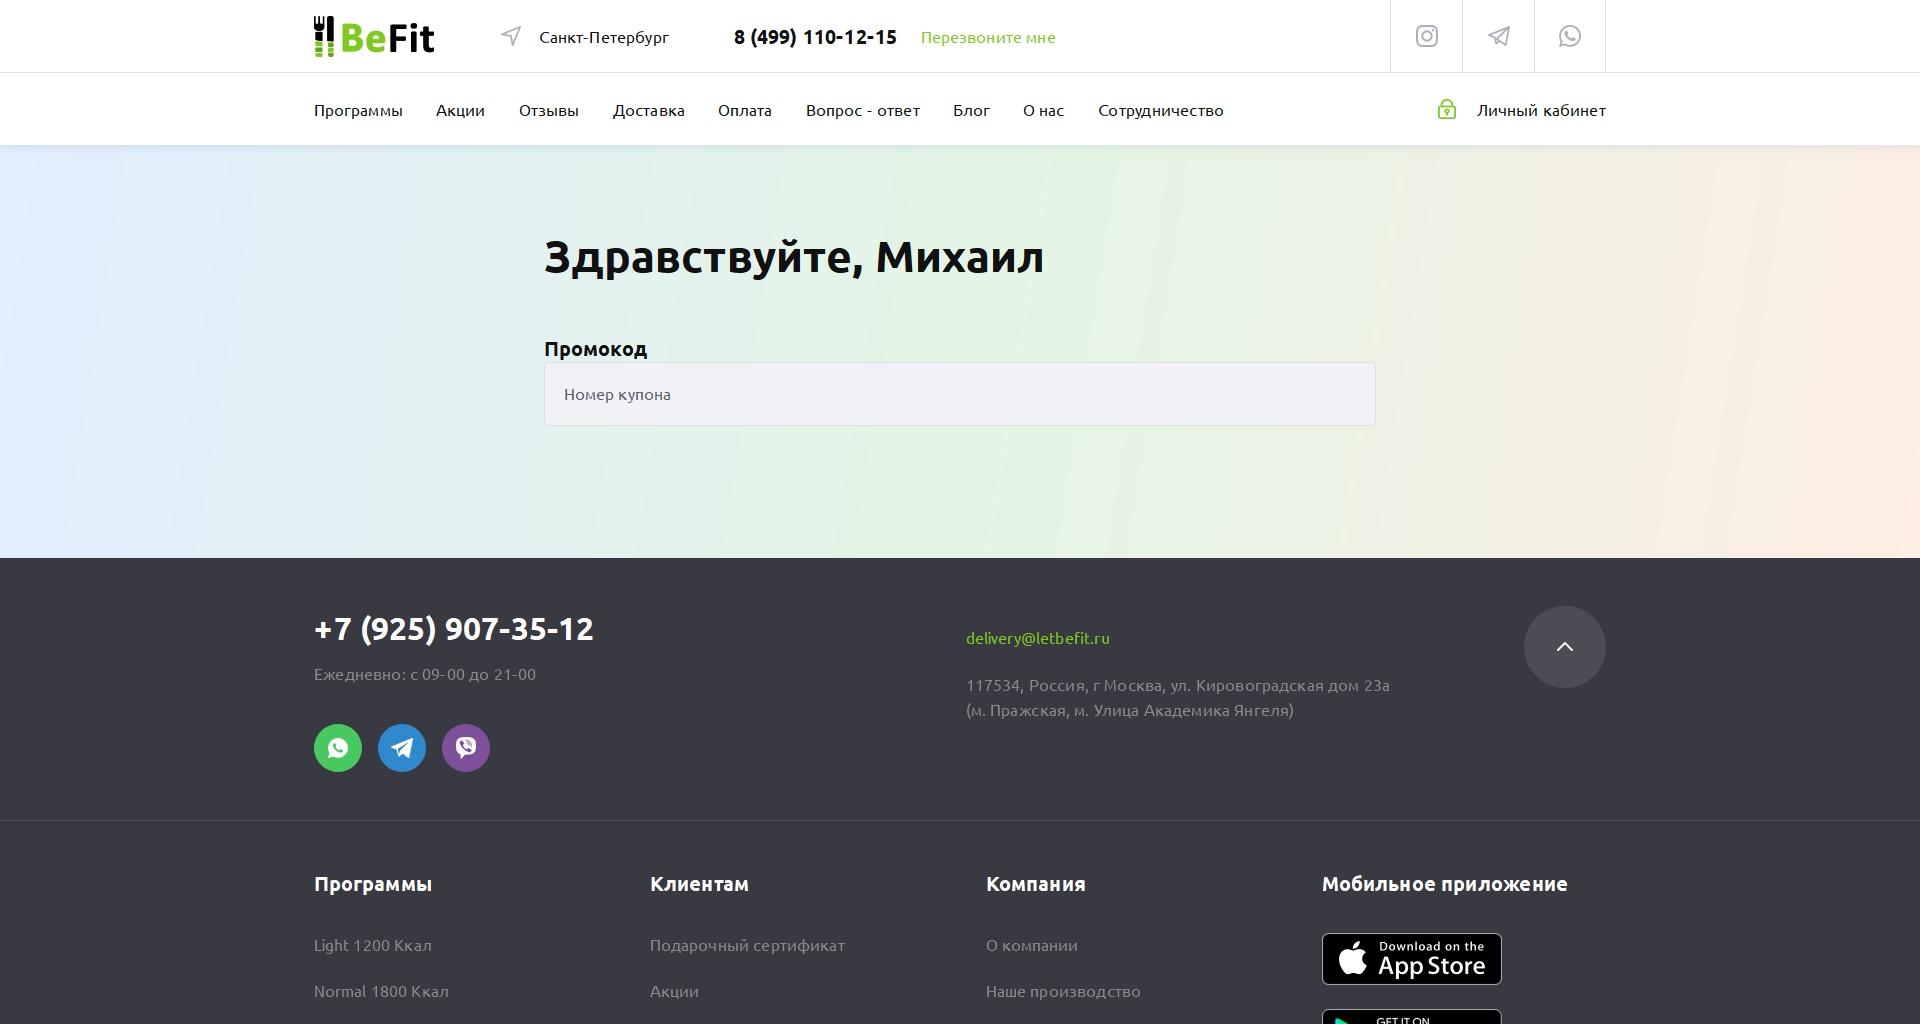 BeFit
Санкт-Петербург
8 (499) 110-12-15
Перезвоните мне
Программы
Акции
Отзывы
Доставка
Оплата
Вопрос - ответ
Блог
О нас
Сотрудничество
Личный кабинет
Здравствуйте, Михаил
Промокод
Номер купона
+7 (925) 907-35-12
Ежедневно: с 09-00 до 21-00
delivery@letbefit.ru
117534, Россия, г Москва, ул. Кировоградская дом 23а
(м. Пражская, м. Улица Академика Янгеля)
Программы
Light 1200 Ккал
Normal 1800 Ккал
Клиентам
Подарочный сертификат
Акции
Компания
О компании
Наше производство
Мобильное приложение
Download on the
App Store
GET IT ON